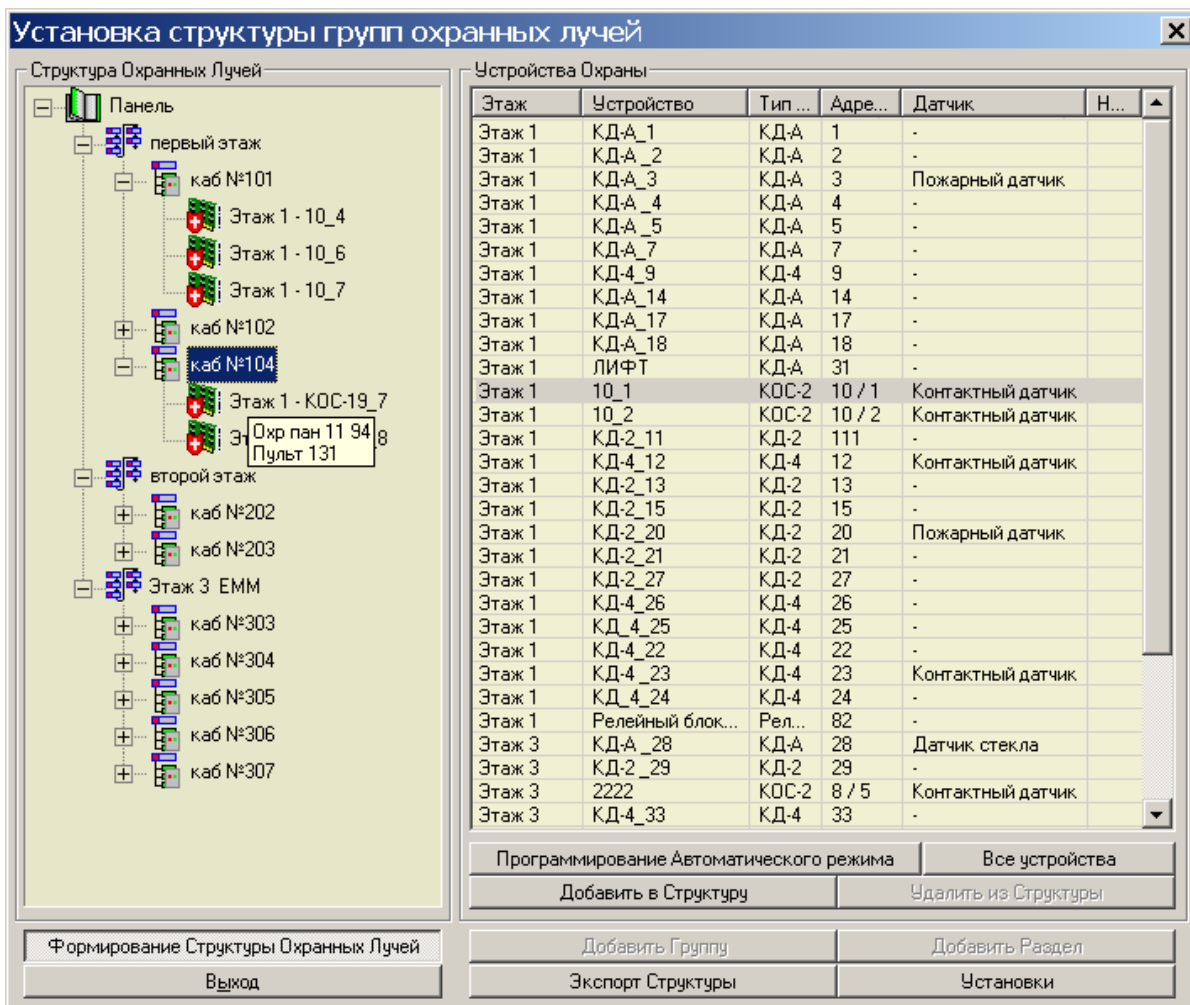 Установка структуры групп охранных лучей
Структура Охранных Лучей
Панель
первый этаж
каб №101
Этаж 1 - 10_4
Этаж 1 - 10_6
Этаж 1 - 10_7
каб №102
каб №104
Этаж 1 - КОС-19_7
Эт 8
Охр пан 11 94
Пульт 131
второй этаж
каб №202
каб №203
Этаж 3 ЕММ
каб №303
каб №304
каб №305
каб №306
каб №307
Устройства Охраны
Этаж Устройство Тип ... Адре... Датчик Н...
Этаж 1 КД-А_1 КД-А 1 -
Этаж 1 КД-А _2 КД-А 2 -
Этаж 1 КД-А_3 КД-А 3 Пожарный датчик
Этаж 1 КД-А _4 КД-А 4 -
Этаж 1 КД-А _5 КД-А 5 -
Этаж 1 КД-А_7 КД-А 7 -
Этаж 1 КД-4_9 КД-4 9 -
Этаж 1 КД-А_14 КД-А 14 -
Этаж 1 КД-А_17 КД-А 17 -
Этаж 1 КД-А_18 КД-А 18 -
Этаж 1 ЛИФТ КД-А 31 -
Этаж 1 10_1 КОС-2 10 / 1 Контактный датчик
Этаж 1 10_2 КОС-2 10 / 2 Контактный датчик
Этаж 1 КД-2_11 КД-2 111 -
Этаж 1 КД-4_12 КД-4 12 Контактный датчик
Этаж 1 КД-2_13 КД-2 13 -
Этаж 1 КД-2_15 КД-2 15 -
Этаж 1 КД-2_20 КД-2 20 Пожарный датчик
Этаж 1 КД-2_21 КД-2 21 -
Этаж 1 КД-2_27 КД-2 27 -
Этаж 1 КД-4_26 КД-4 26 -
Этаж 1 КД_4_25 КД-4 25 -
Этаж 1 КД-4_22 КД-4 22 -
Этаж 1 КД-4 _23 КД-4 23 Контактный датчик
Этаж 1 КД_4_24 КД-4 24 -
Этаж 1 Релейный блок... Рел... 82 -
Этаж 3 КД-А _28 КД-А 28 Датчик стекла
Этаж 3 КД-2 _29 КД-2 29 -
Этаж 3 2222 КОС-2 8 / 5 Контактный датчик
Этаж 3 КД-4_33 КД-4 33 -
Программирование Автоматического режима Все устройства
Добавить в Структуру Удалить из Структуры
Формирование Структуры Охранных Лучей Добавить Группу Добавить Раздел
Выход Экспорт Структуры Установки